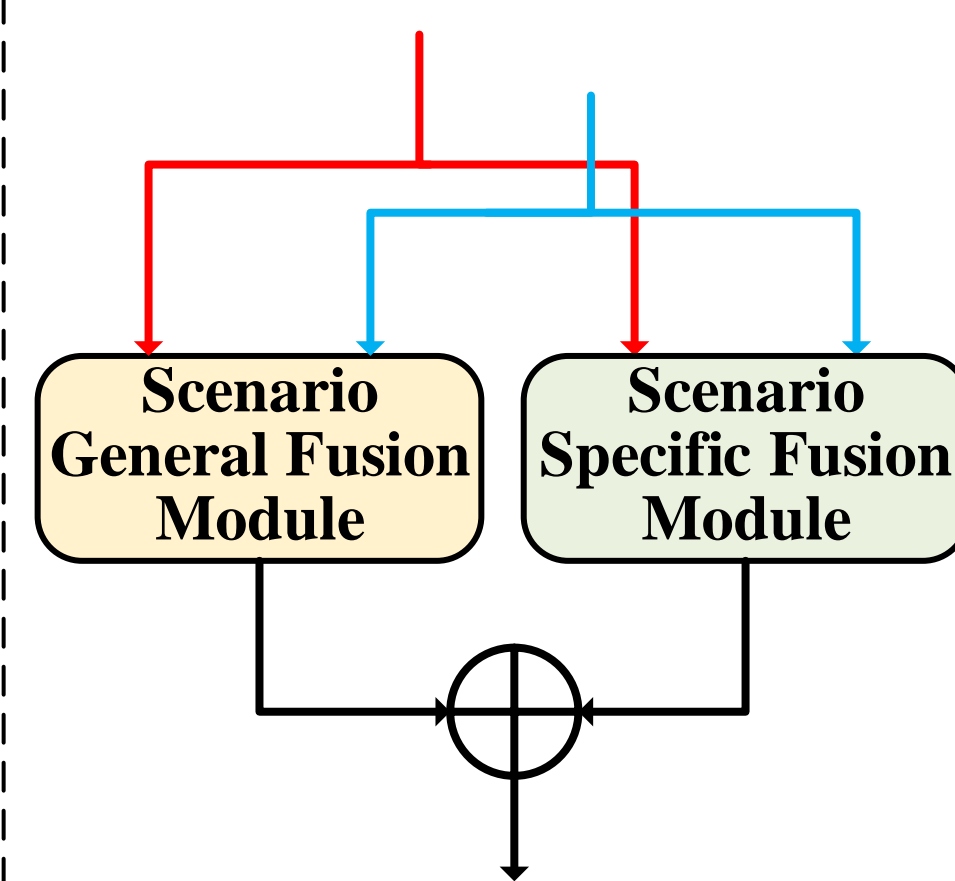 Scenario
General Fusion
Module
Scenario
Specific Fusion
Module